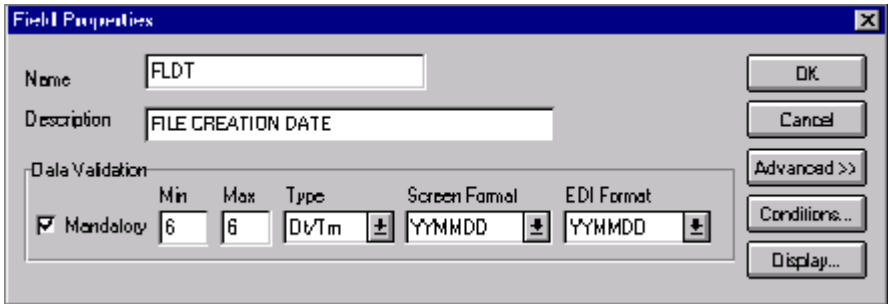 Field Properties
Name FLDT OK
Description FILE CREATION DATE Cancel
Data Validation Advanced >>
Min Max Type Screen Format EDI Format
Mandatory 6 6 Dt/Tm YYMMDD YYMMDD Conditions...
Display...